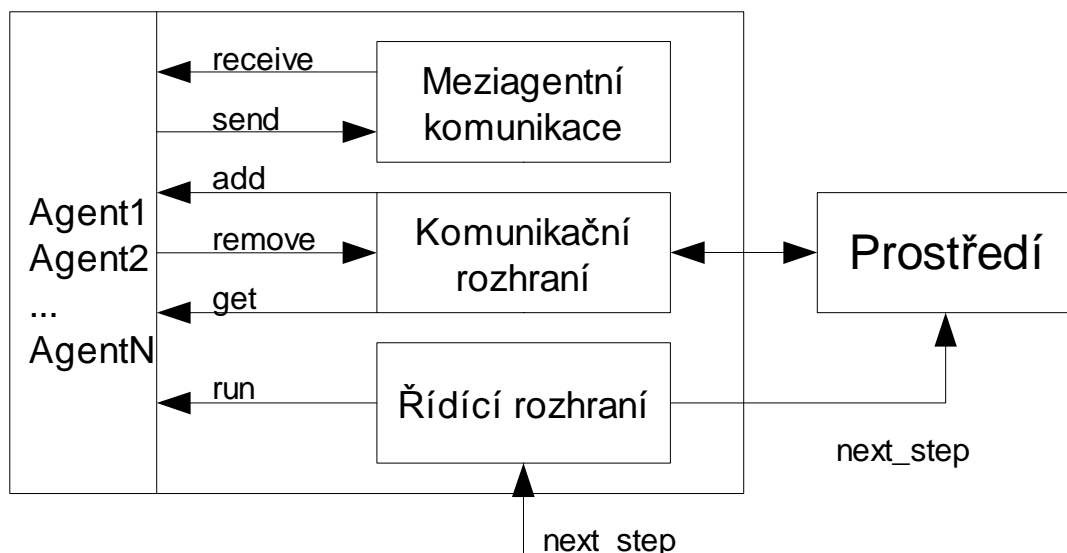 receive
send
add
remove
get
run
Agent1
Agent2
...
AgentN
Meziagentní
komunikace
Komunikační
rozhraní
Řídící rozhraní
Prostředí
next_step
next_step